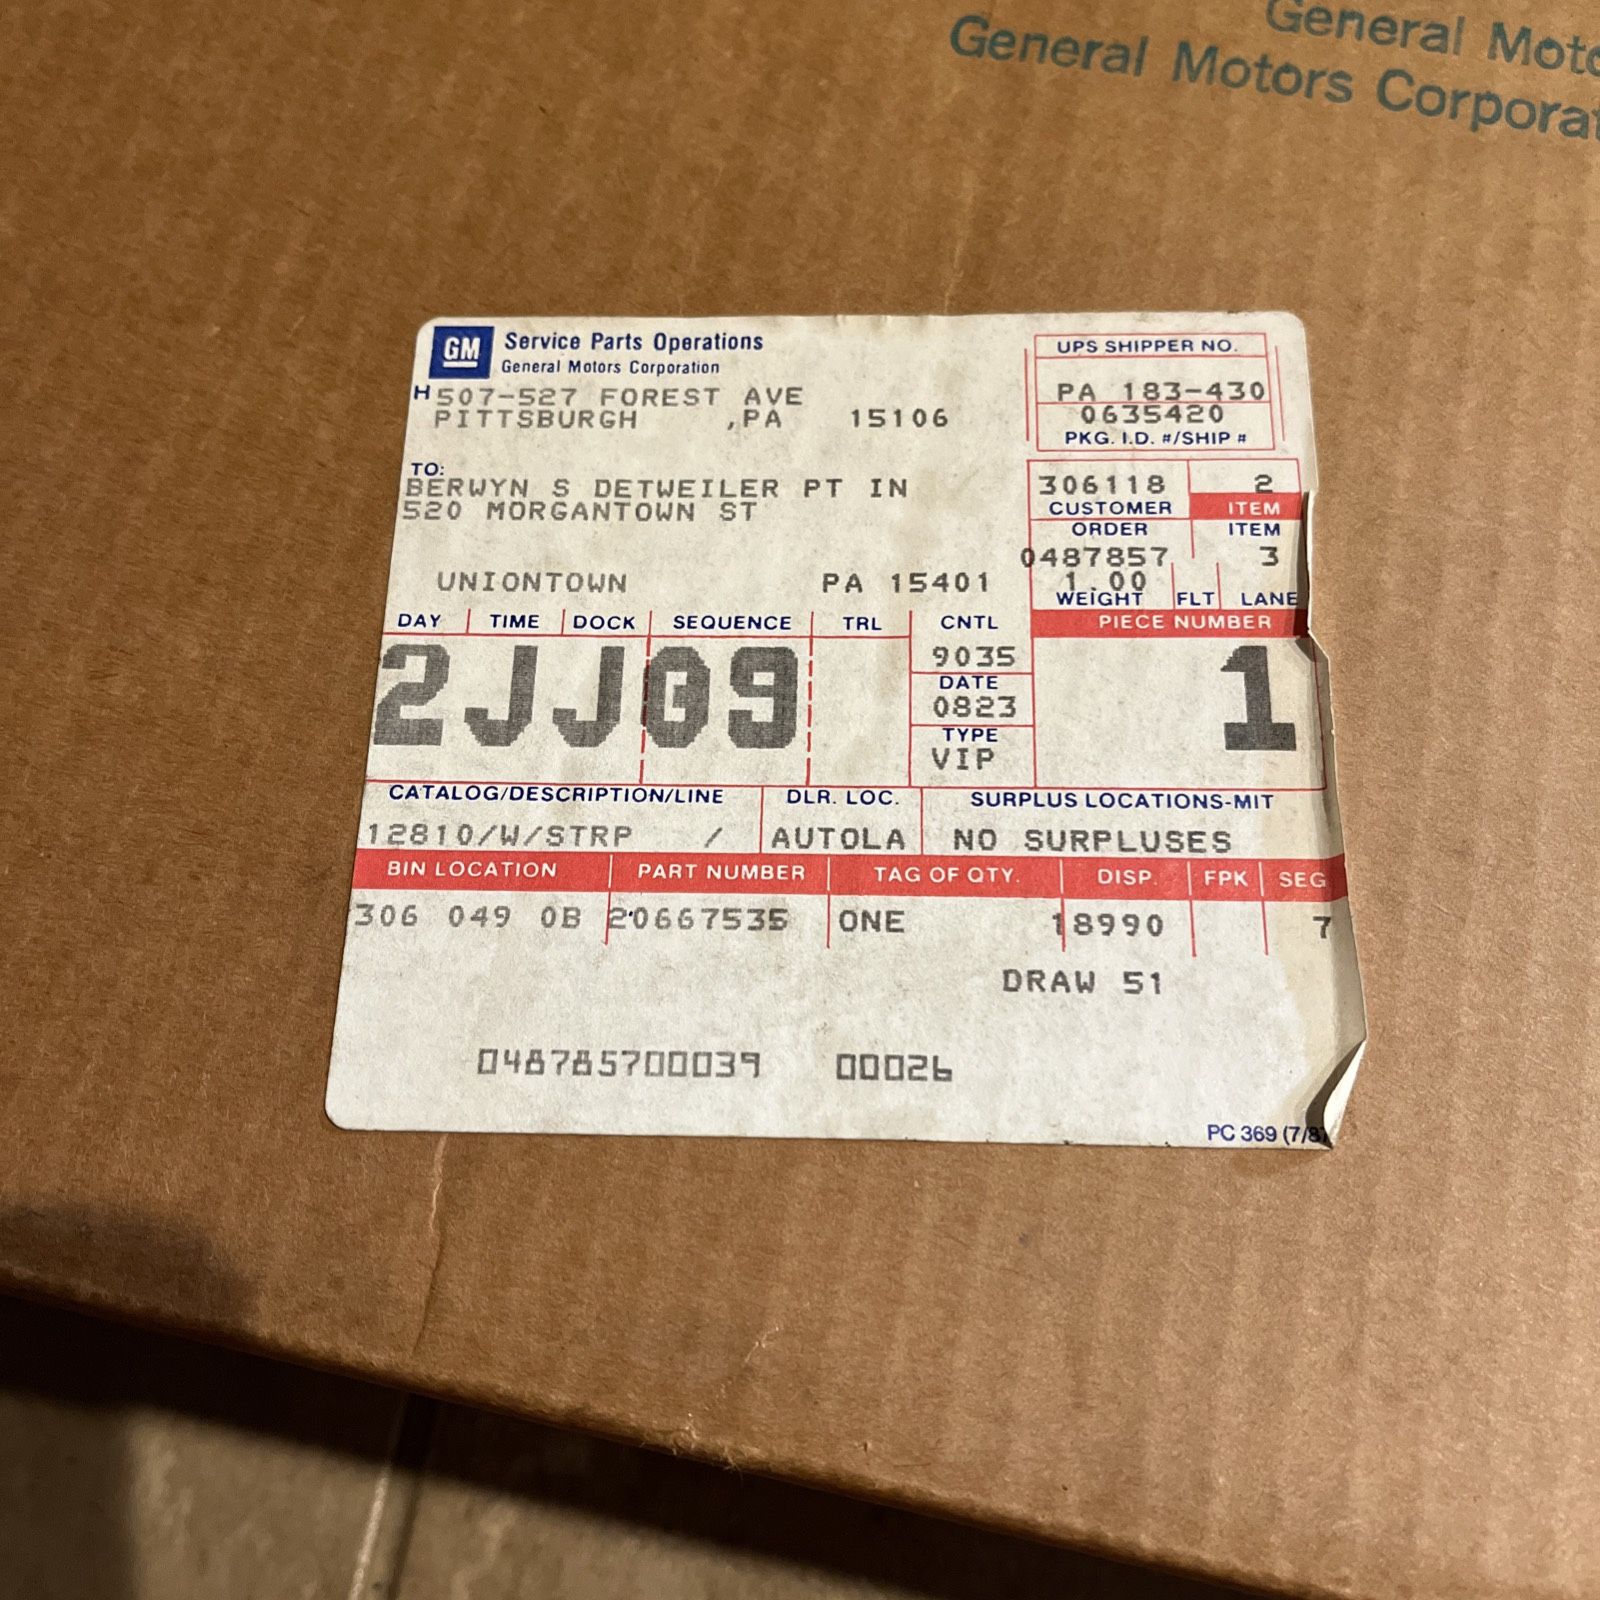 General Moto
General Motors Corporat
GM Service Parts Operations
General Motors Corporation
H 507-527 FOREST AVE
PITTSBURGH ,PA 15106
UPS SHIPPER NO.
PA 183-430
0635420
PKG. I.D. #/SHIP #
TO:
BERWYN S DETWEILER PT IN
520 MORGANTOWN ST
UNIONTOWN PA 15401
306118 2
CUSTOMER ITEM
ORDER ITEM
0487857 3
1.00
WEIGHT FLT LANE
DAY TIME DOCK SEQUENCE TRL CNTL PIECE NUMBER
2JJ09 1
9035
DATE
0823
TYPE
VIP
CATALOG/DESCRIPTION/LINE DLR. LOC. SURPLUS LOCATIONS-MIT
12810/W/STRP / AUTOLA NO SURPLUSES
BIN LOCATION PART NUMBER TAG OF QTY. DISP. FPK SEG
306 049 0B 20667535 ONE 18990 7
DRAW 51
048785700039 00026
PC 369 (7/87